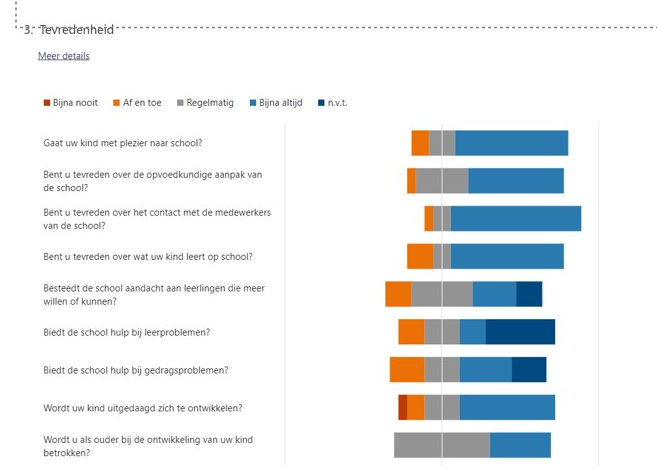 3. Tevredenheid
Meer details
Bijna nooit Af en toe Regelmatig Bijna altijd n.v.t.
Gaat uw kind met plezier naar school?
Bent u tevreden over de opvoedkundige aanpak van
de school?
Bent u tevreden over het contact met de medewerkers
van de school?
Bent u tevreden over wat uw kind leert op school?
Besteedt de school aandacht aan leerlingen die meer
willen of kunnen?
Biedt de school hulp bij leerproblemen?
Biedt de school hulp bij gedragsproblemen?
Wordt uw kind uitgedaagd zich te ontwikkelen?
Wordt u als ouder bij de ontwikkeling van uw kind
betrokken?